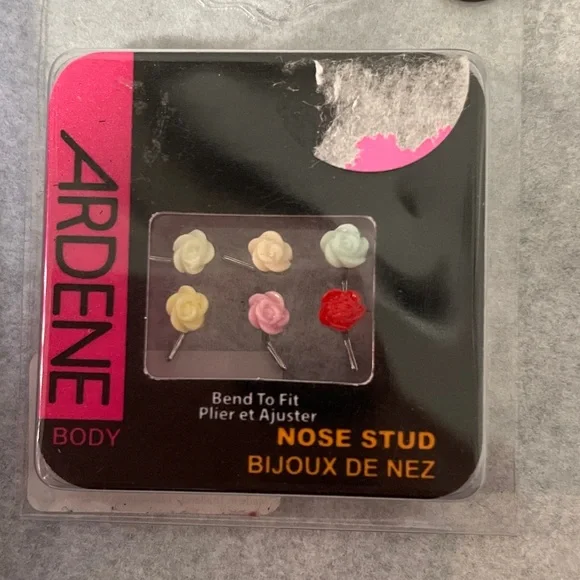 ARDENE
BODY
Bend To Fit
Plier et Ajuster
NOSE STUD
BIJOUX DE NEZ